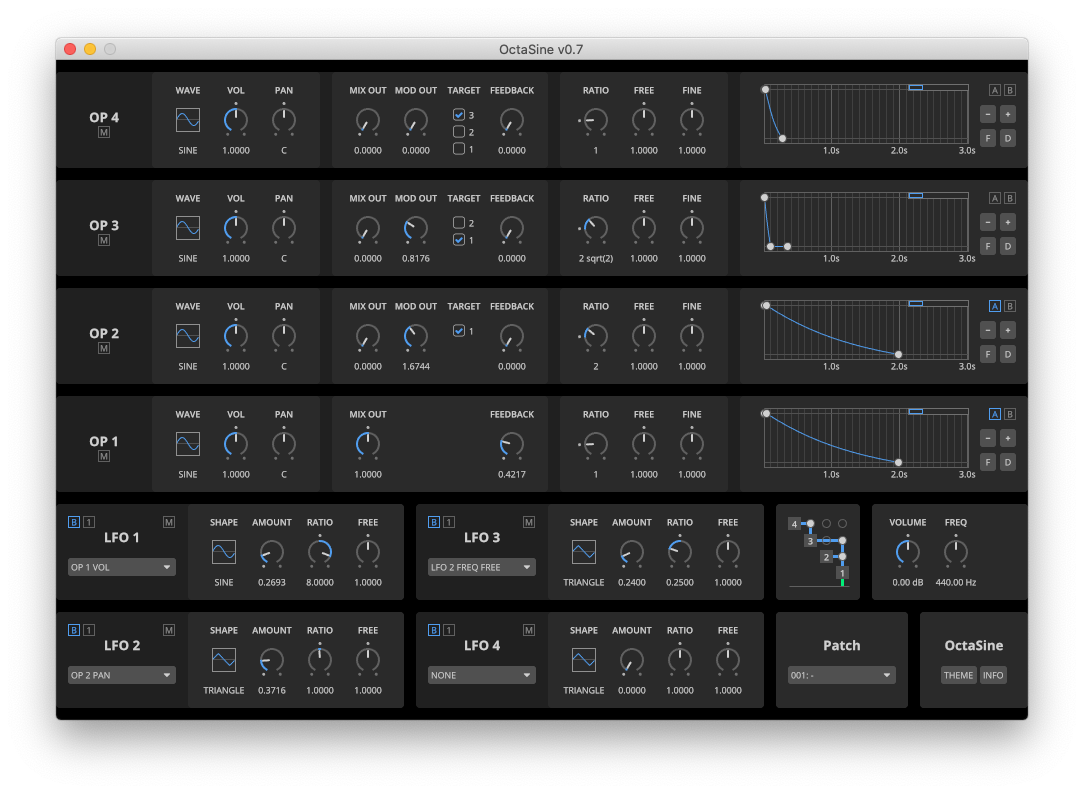 OctaSine v0.7
WAVE VOL PAN MIX OUT MOD OUT TARGET FEEDBACK RATIO FREE FINE A B
OP 4 3 - +
M 2 F D
SINE 1.0000 C 0.0000 0.0000 1 0.0000 1 1.0000 1.0000 1.0s 2.0s 3.0s
WAVE VOL PAN MIX OUT MOD OUT TARGET FEEDBACK RATIO FREE FINE A B
OP 3 2 - +
M 1 F D
SINE 1.0000 C 0.0000 0.8176 0.0000 2 sqrt(2) 1.0000 1.0000 1.0s 2.0s 3.0s
WAVE VOL PAN MIX OUT MOD OUT TARGET FEEDBACK RATIO FREE FINE A B
OP 2 1 - +
M F D
SINE 1.0000 C 0.0000 1.6744 0.0000 2 1.0000 1.0000 1.0s 2.0s 3.0s
WAVE VOL PAN MIX OUT FEEDBACK RATIO FREE FINE A B
OP 1 - +
M F D
SINE 1.0000 C 1.0000 0.4217 1 1.0000 1.0000 1.0s 2.0s 3.0s
B 1 M SHAPE AMOUNT RATIO FREE
LFO 1
OP 1 VOL
SINE 0.2693 8.0000 1.0000
B 1 M SHAPE AMOUNT RATIO FREE
LFO 3
LFO 2 FREQ FREE
TRIANGLE 0.2400 0.2500 1.0000
4
3
2
1
VOLUME FREQ
0.00 dB 440.00 Hz
B 1 M SHAPE AMOUNT RATIO FREE
LFO 2
OP 2 PAN
TRIANGLE 0.3716 1.0000 1.0000
B 1 M SHAPE AMOUNT RATIO FREE
LFO 4
NONE
TRIANGLE 0.0000 1.0000 1.0000
Patch
001: -
OctaSine
THEME INFO